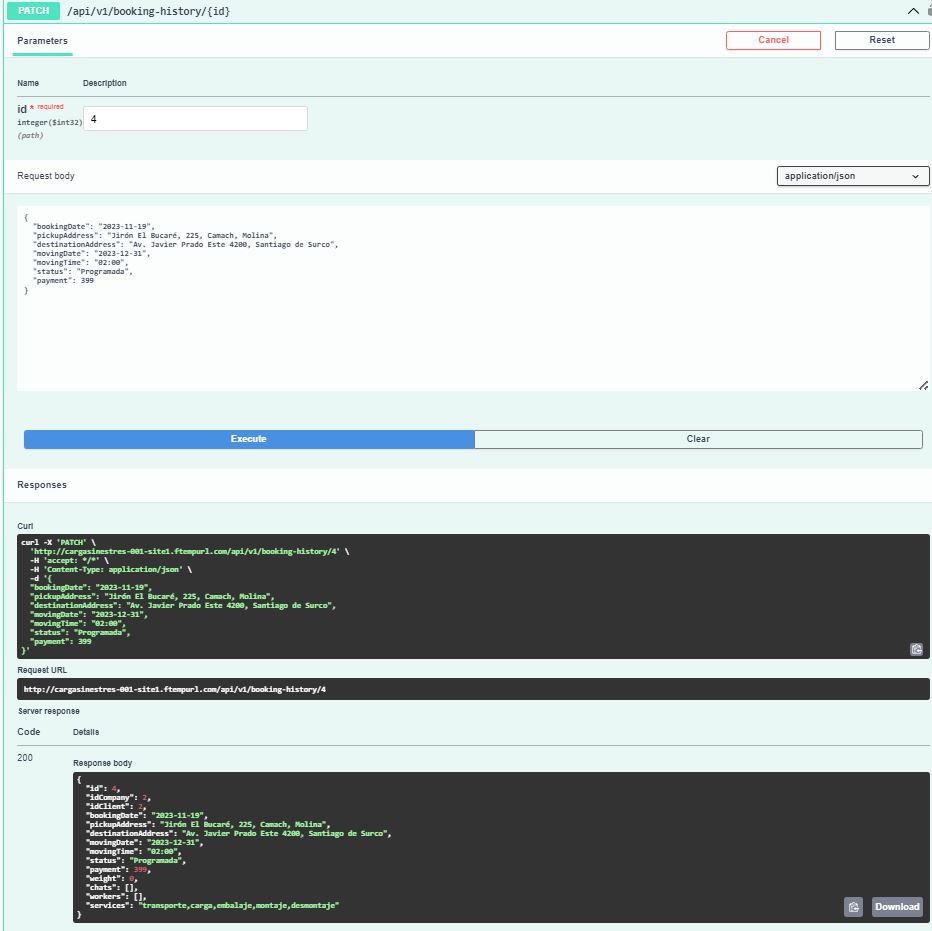 PATCH /api/v1/booking-history/{id}
Parameters
Cancel
Reset
Name Description
id * required
integer($int32)
(path)
4
Request body
application/json
{
"bookingDate": "2023-11-19",
"pickupAddress": "Jirón El Bucaré, 225, Camach, Molina",
"destinationAddress": "Av. Javier Prado Este 4200, Santiago de Surco",
"movingDate": "2023-12-31",
"movingTime": "02:00",
"status": "Programada",
"payment": 399
}
Execute
Clear
Responses
Curl
curl -X 'PATCH' \
'http://cargasinestres-001-site1.ftempurl.com/api/v1/booking-history/4' \
-H 'accept: */*' \
-H 'Content-Type: application/json' \
-d '{
"bookingDate": "2023-11-19",
"pickupAddress": "Jirón El Bucaré, 225, Camach, Molina",
"destinationAddress": "Av. Javier Prado Este 4200, Santiago de Surco",
"movingDate": "2023-12-31",
"movingTime": "02:00",
"status": "Programada",
"payment": 399
}'
Request URL
http://cargasinestres-001-site1.ftempurl.com/api/v1/booking-history/4
Server response
Code Details
200
Response body
{
"id": 4,
"idCompany": 2,
"idClient": 2,
"bookingDate": "2023-11-19",
"pickupAddress": "Jirón El Bucaré, 225, Camach, Molina",
"destinationAddress": "Av. Javier Prado Este 4200, Santiago de Surco",
"movingDate": "2023-12-31",
"movingTime": "02:00",
"status": "Programada",
"payment": 399,
"weight": 0,
"chats": [],
"workers": [],
"services": "transporte,carga,embalaje,montaje,desmontaje"
}
Download